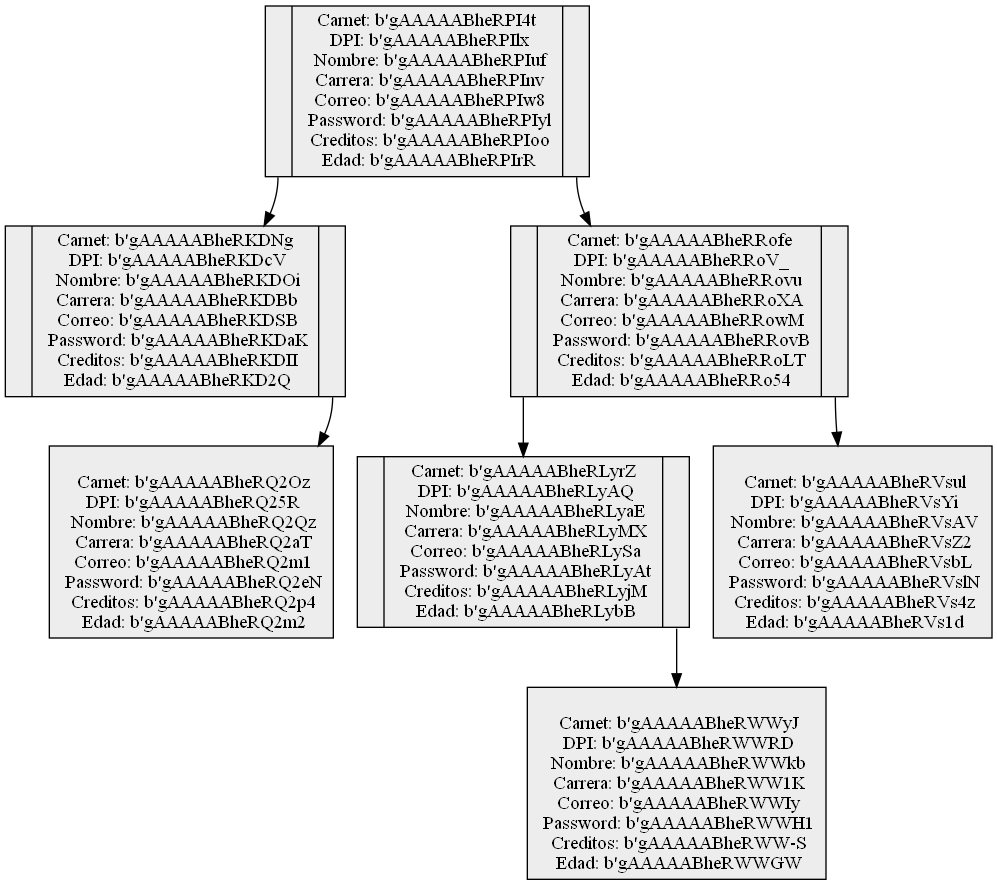 Carnet: b'gAAAAABheRPI4t
DPI: b'gAAAAABheRPIlx
Nombre: b'gAAAAABheRPIuf
Carrera: b'gAAAAABheRPInv
Correo: b'gAAAAABheRPIw8
Password: b'gAAAAABheRPIyl
Creditos: b'gAAAAABheRPIoo
Edad: b'gAAAAABheRPIrR
Carnet: b'gAAAAABheRKDNg
DPI: b'gAAAAABheRKDcV
Nombre: b'gAAAAABheRKDOi
Carrera: b'gAAAAABheRKDBb
Correo: b'gAAAAABheRKDSB
Password: b'gAAAAABheRKDaK
Creditos: b'gAAAAABheRKDII
Edad: b'gAAAAABheRKD2Q
Carnet: b'gAAAAABheRRofe
DPI: b'gAAAAABheRRoV_
Nombre: b'gAAAAABheRRovu
Carrera: b'gAAAAABheRRoXA
Correo: b'gAAAAABheRRowM
Password: b'gAAAAABheRRovB
Creditos: b'gAAAAABheRRoLT
Edad: b'gAAAAABheRRo54
Carnet: b'gAAAAABheRQ2Oz
DPI: b'gAAAAABheRQ25R
Nombre: b'gAAAAABheRQ2Qz
Carrera: b'gAAAAABheRQ2aT
Correo: b'gAAAAABheRQ2m1
Password: b'gAAAAABheRQ2eN
Creditos: b'gAAAAABheRQ2p4
Edad: b'gAAAAABheRQ2m2
Carnet: b'gAAAAABheRLyrZ
DPI: b'gAAAAABheRLyAQ
Nombre: b'gAAAAABheRLyaE
Carrera: b'gAAAAABheRLyMX
Correo: b'gAAAAABheRLySa
Password: b'gAAAAABheRLyAt
Creditos: b'gAAAAABheRLyjM
Edad: b'gAAAAABheRLybB
Carnet: b'gAAAAABheRVsul
DPI: b'gAAAAABheRVsYi
Nombre: b'gAAAAABheRVsAV
Carrera: b'gAAAAABheRVsZ2
Correo: b'gAAAAABheRVsbL
Password: b'gAAAAABheRVslN
Creditos: b'gAAAAABheRVs4z
Edad: b'gAAAAABheRVs1d
Carnet: b'gAAAAABheRWWyJ
DPI: b'gAAAAABheRWWRD
Nombre: b'gAAAAABheRWWkb
Carrera: b'gAAAAABheRWW1K
Correo: b'gAAAAABheRWWIy
Password: b'gAAAAABheRWWH1
Creditos: b'gAAAAABheRWW-S
Edad: b'gAAAAABheRWWGW